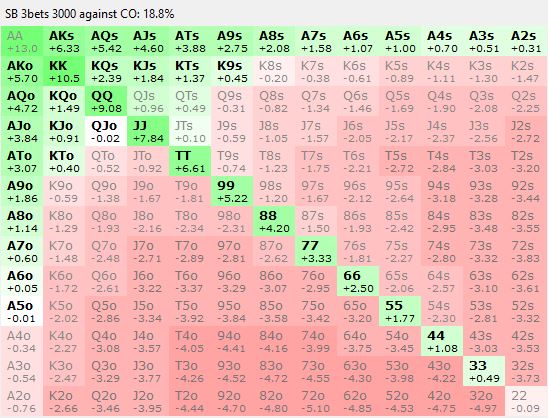 SB 3bets 3000 against CO: 18.8%
AA AKs AQs AJs ATs A9s A8s A7s A6s A5s A4s A3s A2s
+13.0 +6.33 +5.42 +4.60 +3.88 +2.75 +2.08 +1.58 +1.07 +1.00 +0.70 +0.51 +0.31
AKo KK KQs KJs KTs K9s K8s K7s K6s K5s K4s K3s K2s
+5.70 +10.5 +2.39 +1.84 +1.37 +0.45 -0.20 -0.38 -0.61 -0.89 -1.11 -1.30 -1.47
AQo KQo QQ QJs QTs Q9s Q8s Q7s Q6s Q5s Q4s Q3s Q2s
+4.72 +1.49 +9.08 +0.96 +0.49 -0.31 -0.82 -1.34 -1.46 -1.69 -1.90 -2.08 -2.25
AJo KJo QJo JJ JTs J9s J8s J7s J6s J5s J4s J3s J2s
+3.84 +0.91 -0.02 +7.84 +0.10 -0.59 -1.05 -1.57 -2.05 -2.17 -2.37 -2.56 -2.72
ATo KTo QTo JTo TT T9s T8s T7s T6s T5s T4s T3s T2s
+3.07 +0.40 -0.52 -0.92 +6.61 -0.74 -1.23 -1.75 -2.21 -2.72 -2.84 -3.03 -3.20
A9o K9o Q9o J9o T9o 99 98s 97s 96s 95s 94s 93s 92s
+1.86 -0.59 -1.38 -1.67 -1.81 +5.22 -1.20 -1.67 -2.12 -2.64 -3.18 -3.28 -3.44
A8o K8o Q8o J8o T8o 98o 88 87s 86s 85s 84s 83s 82s
+1.14 -1.29 -1.93 -2.16 -2.34 -2.31 +4.20 -1.50 -1.93 -2.42 -2.95 -3.48 -3.55
A7o K7o Q7o J7o T7o 97o 87o 77 76s 75s 74s 73s 72s
+0.60 -1.48 -2.48 -2.71 -2.89 -2.81 -2.62 +3.33 -1.81 -2.27 -2.77 -3.32 -3.83
A6o K6o Q6o J6o T6o 96o 86o 76o 66 65s 64s 63s 62s
+0.05 -1.72 -2.61 -3.22 -3.37 -3.29 -3.07 -2.95 +2.50 -2.06 -2.57 -3.10 -3.61
A5o K5o Q5o J5o T5o 95o 85o 75o 65o 55 54s 53s 52s
-0.01 -2.02 -2.86 -3.34 -3.92 -3.84 -3.58 -3.42 -3.20 +1.77 -2.30 -2.81 -3.32
A4o K4o Q4o J4o T4o 94o 84o 74o 64o 54o 44 43s 42s
-0.34 -2.27 -3.08 -3.57 -4.05 -4.41 -4.16 -3.99 -3.75 -3.45 +1.08 -3.03 -3.53
A3o K3o Q3o J3o T3o 93o 83o 73o 63o 53o 43o 33 32s
-0.54 -2.47 -3.29 -3.77 -4.26 -4.52 -4.72 -4.55 -4.30 -3.98 -4.22 +0.49 -3.73
A2o K2o Q2o J2o T2o 92o 82o 72o 62o 52o 42o 32o 22
-0.76 -2.66 -3.46 -3.95 -4.44 -4.70 -4.80 -5.10 -4.85 -4.53 -4.75 -4.97 -0.09